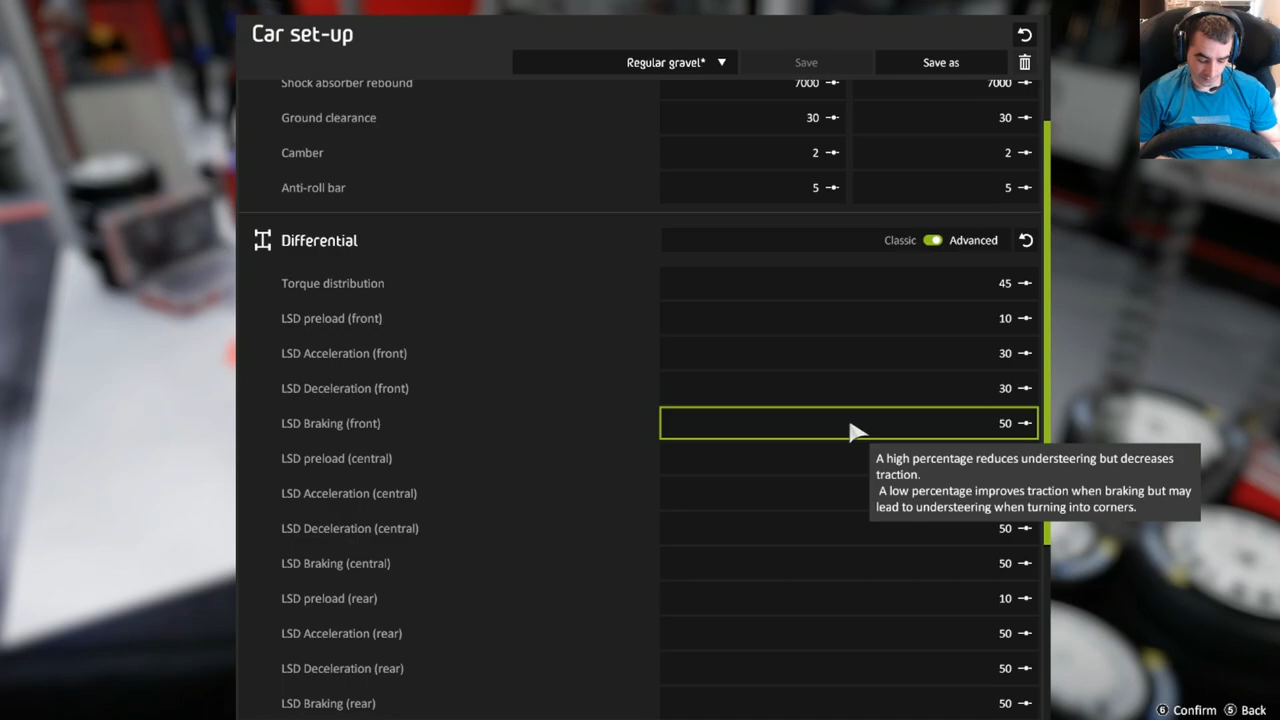 Car set-up
Regular gravel* ▼ Save Save as
Shock absorber rebound 7000 7000
Ground clearance 30 30
Camber 2 2
Anti-roll bar 5 5
Differential Classic Advanced
Torque distribution 45
LSD preload (front) 10
LSD Acceleration (front) 30
LSD Deceleration (front) 30
LSD Braking (front) 50
LSD preload (central)
LSD Acceleration (central)
LSD Deceleration (central) 50
LSD Braking (central) 50
LSD preload (rear) 10
LSD Acceleration (rear) 50
LSD Deceleration (rear) 50
LSD Braking (rear) 50
A high percentage reduces understeering but decreases
traction.
A low percentage improves traction when braking but may
lead to understeering when turning into corners.
6 Confirm 5 Back